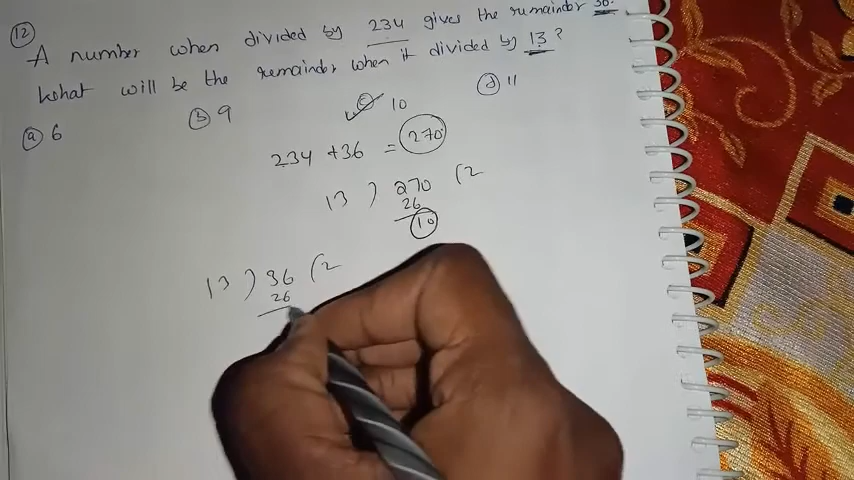 12
A number when divided by 234 gives the remainder 36.
What will be the remainder when it divided by 13 ?
a 6 b 9 c 10 d 11
234 + 36 = 270
13 ) 270 ( 2
26
10
13 ) 36 ( 2
26